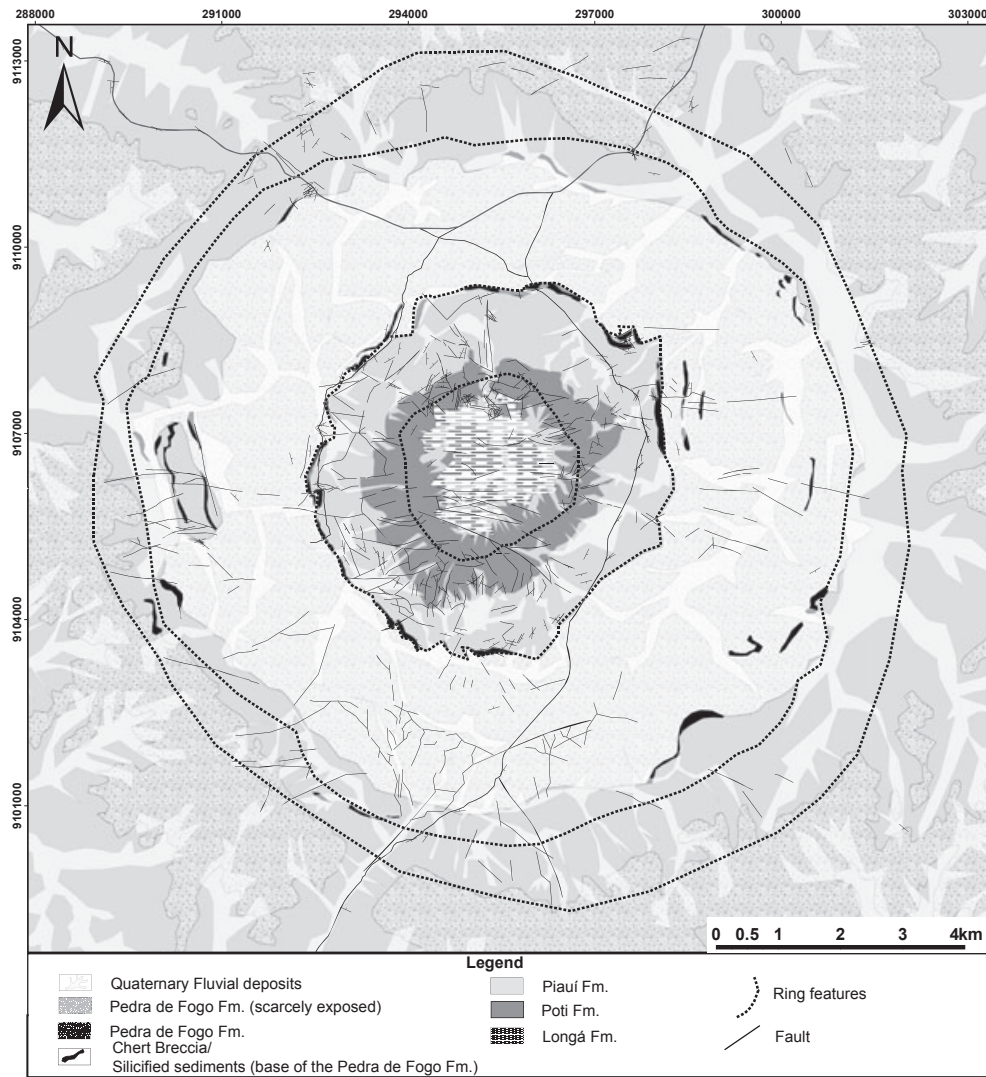 288000 291000 294000 297000 300000 303000
N
9113000
9110000
9107000
9104000
9101000
0 0.5 1 2 3 4km
Legend
Quaternary Fluvial deposits
Pedra de Fogo Fm. (scarcely exposed)
Pedra de Fogo Fm.
Chert Breccia/
Silicified sediments (base of the Pedra de Fogo Fm.)
Piauí Fm.
Poti Fm.
Longá Fm.
Ring features
Fault